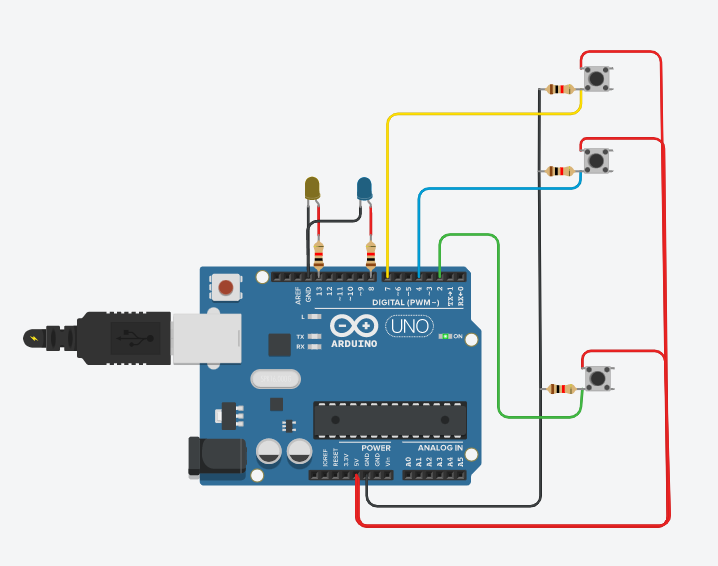 AREF
GND
13
12
~11
~10
~9
8
7
~6
~5
4
~3
2
TX→1
RX←0
DIGITAL (PWM~)
L
TX
RX
UNO
ON
ARDUINO
POWER
ANALOG IN
IOREF
RESET
3.3V
5V
GND
GND
Vin
A0
A1
A2
A3
A4
A5